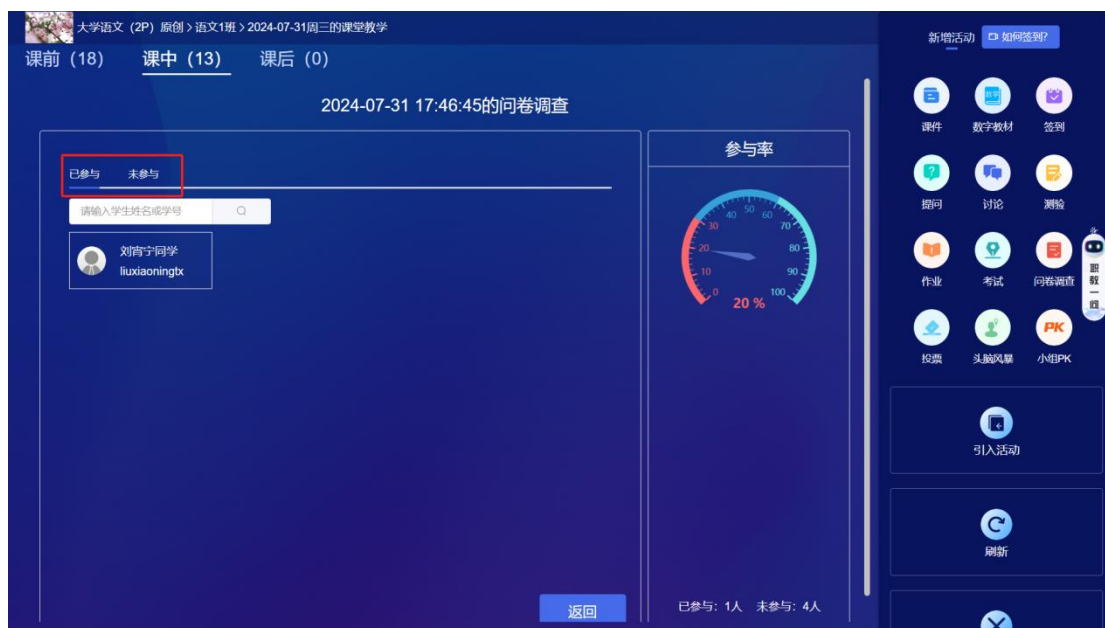 大学语文（2P）原创 > 语文1班 > 2024-07-31周三的课堂教学
课前（18） 课中（13） 课后（0）
2024-07-31 17:46:45的问卷调查
已参与 未参与
请输入学生姓名或学号
刘宵宁同学
liuxiaoningtx
参与率
0 10 20 30 40 50 60 70 80 90 100
20 %
已参与：1人 未参与：4人
返回
新增活动 如何签到?
课件 数字教材 签到
提问 讨论 测验
作业 考试 问卷调查
投票 头脑风暴 小组PK
数字
PK
职教一问
引入活动
刷新